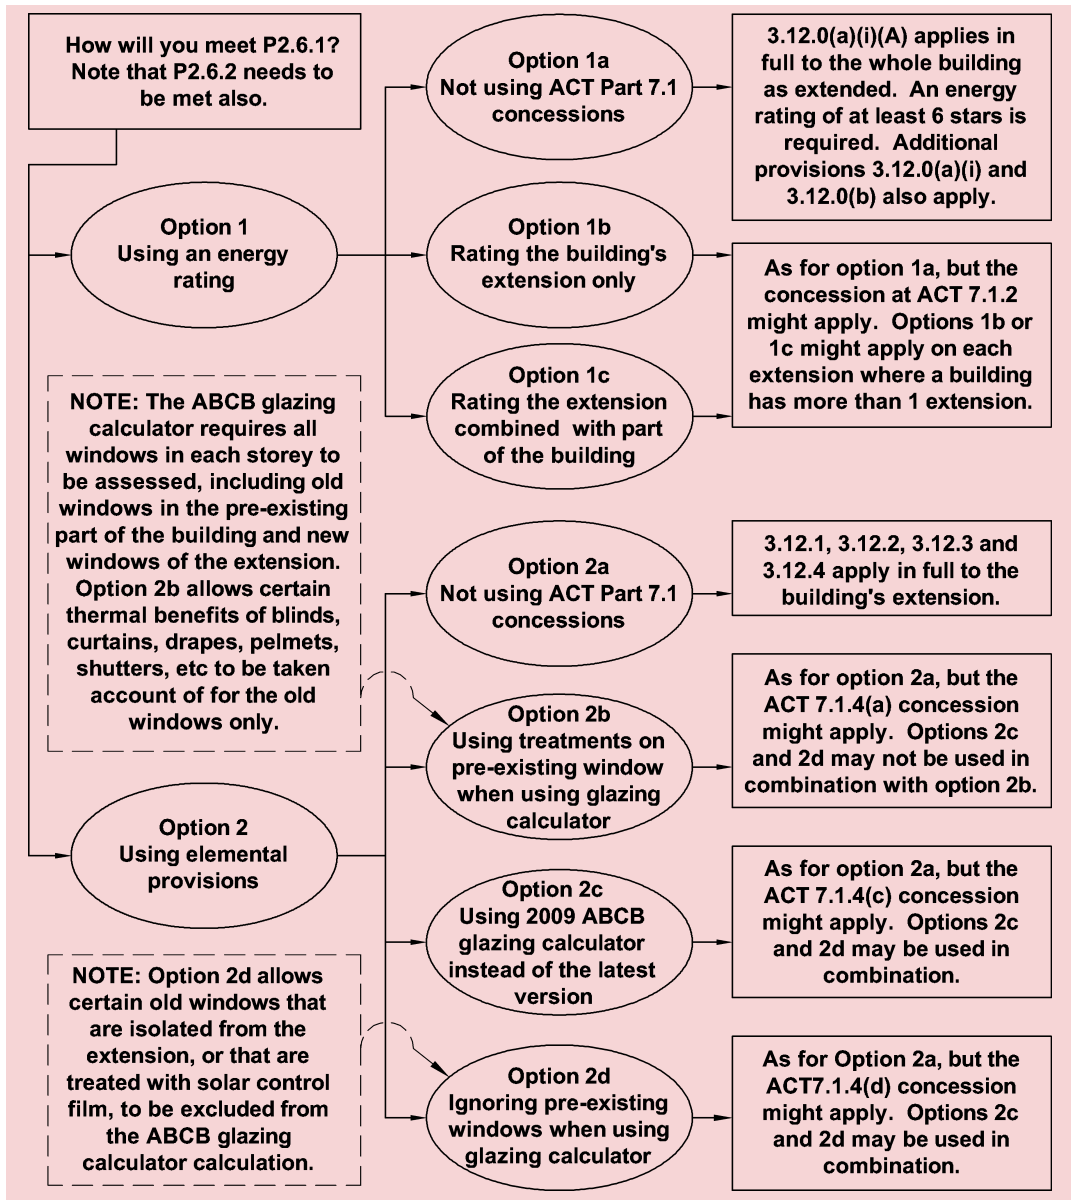 How will you meet P2.6.1?
Note that P2.6.2 needs to
be met also.
Option 1
Using an energy
rating
Option 1a
Not using ACT Part 7.1
concessions
3.12.0(a)(i)(A) applies in
full to the whole building
as extended. An energy
rating of at least 6 stars is
required. Additional
provisions 3.12.0(a)(i) and
3.12.0(b) also apply.
Option 1b
Rating the building's
extension only
As for option 1a, but the
concession at ACT 7.1.2
might apply. Options 1b or
1c might apply on each
extension where a building
has more than 1 extension.
Option 1c
Rating the extension
combined with part
of the building
NOTE: The ABCB glazing
calculator requires all
windows in each storey to
be assessed, including old
windows in the pre-existing
part of the building and new
windows of the extension.
Option 2b allows certain
thermal benefits of blinds,
curtains, drapes, pelmets,
shutters, etc to be taken
account of for the old
windows only.
Option 2
Using elemental
provisions
Option 2a
Not using ACT Part 7.1
concessions
3.12.1, 3.12.2, 3.12.3 and
3.12.4 apply in full to the
building's extension.
Option 2b
Using treatments on
pre-existing window
when using glazing
calculator
As for option 2a, but the
ACT 7.1.4(a) concession
might apply. Options 2c
and 2d may not be used in
combination with option 2b.
Option 2c
Using 2009 ABCB
glazing calculator
instead of the latest
version
As for option 2a, but the
ACT 7.1.4(c) concession
might apply. Options 2c
and 2d may be used in
combination.
NOTE: Option 2d allows
certain old windows that
are isolated from the
extension, or that are
treated with solar control
film, to be excluded from
the ABCB glazing
calculator calculation.
Option 2d
Ignoring pre-existing
windows when using
glazing calculator
As for Option 2a, but the
ACT7.1.4(d) concession
might apply. Options 2c
and 2d may be used in
combination.